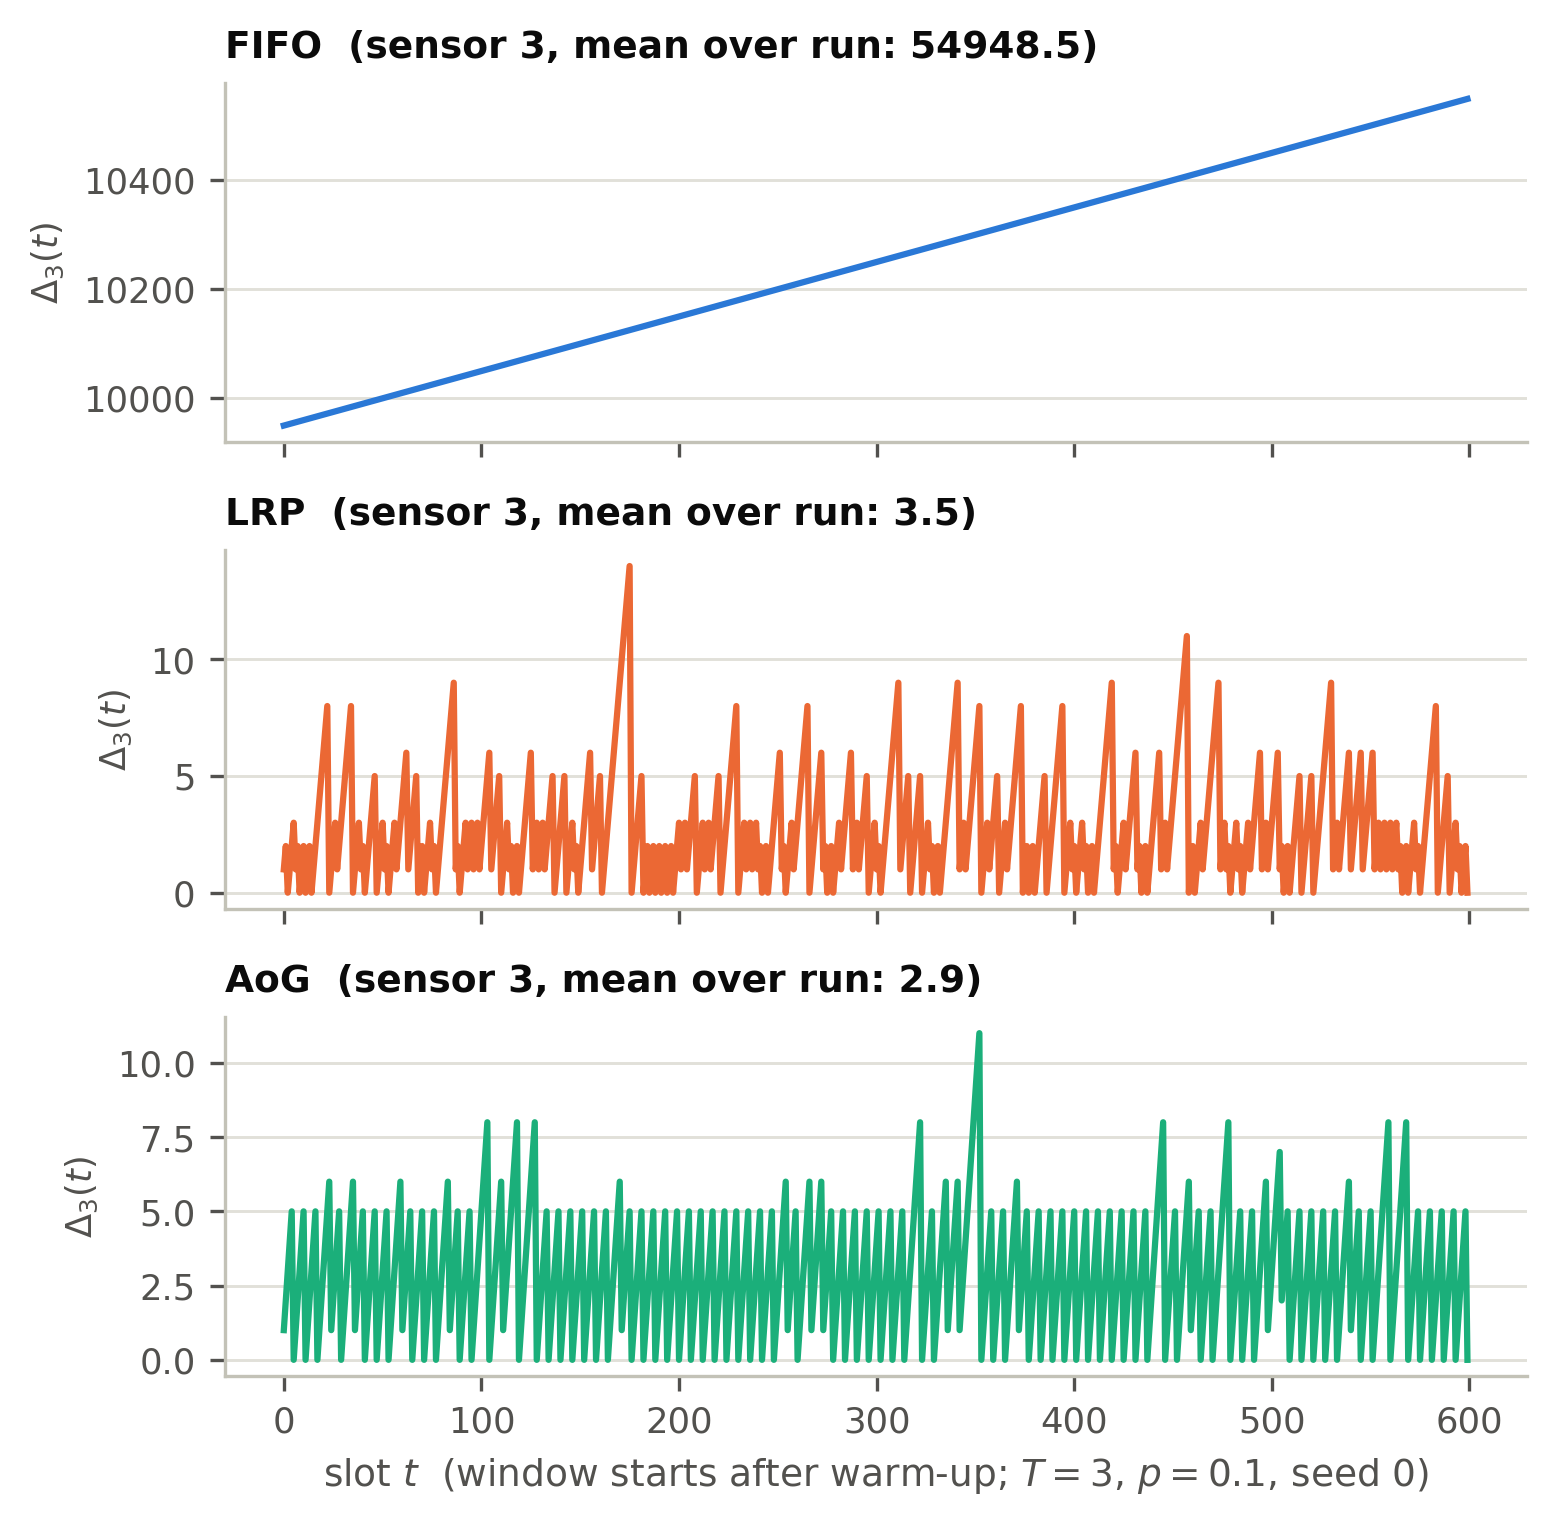 FIFO (sensor 3, mean over run: 54948.5)
10400
10200
10000
Δ₃(t)
LRP (sensor 3, mean over run: 3.5)
10
5
0
Δ₃(t)
AoG (sensor 3, mean over run: 2.9)
10.0
7.5
5.0
2.5
0.0
Δ₃(t)
0 100 200 300 400 500 600
slot t (window starts after warm-up; T = 3, p = 0.1, seed 0)